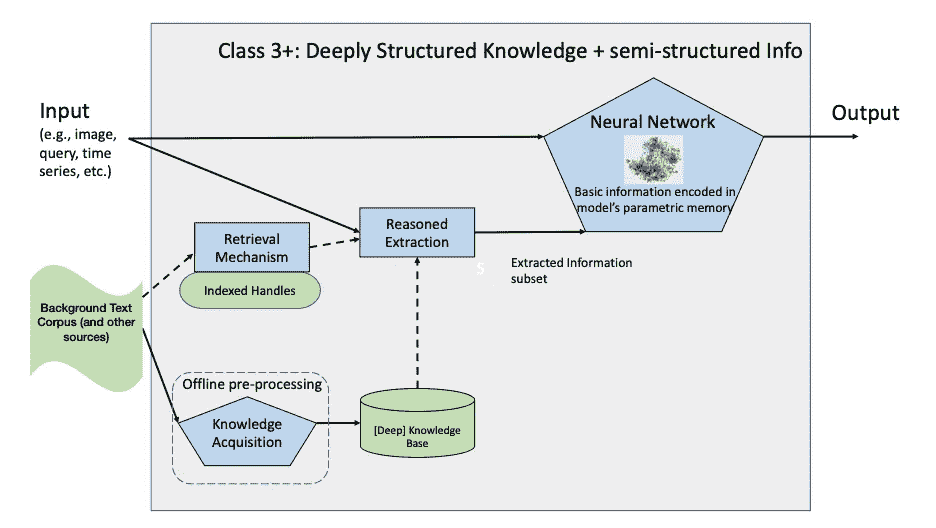 Class 3+: Deeply Structured Knowledge + semi-structured Info
Input
(e.g., image,
query, time
series, etc.)
Neural Network
Basic information encoded in
model's parametric memory
Output
Retrieval
Mechanism
Indexed Handles
Reasoned
Extraction
5
Extracted Information
subset
Background Text
Corpus (and other
sources)
Offline pre-processing
Knowledge
Acquisition
[Deep] Knowledge
Base